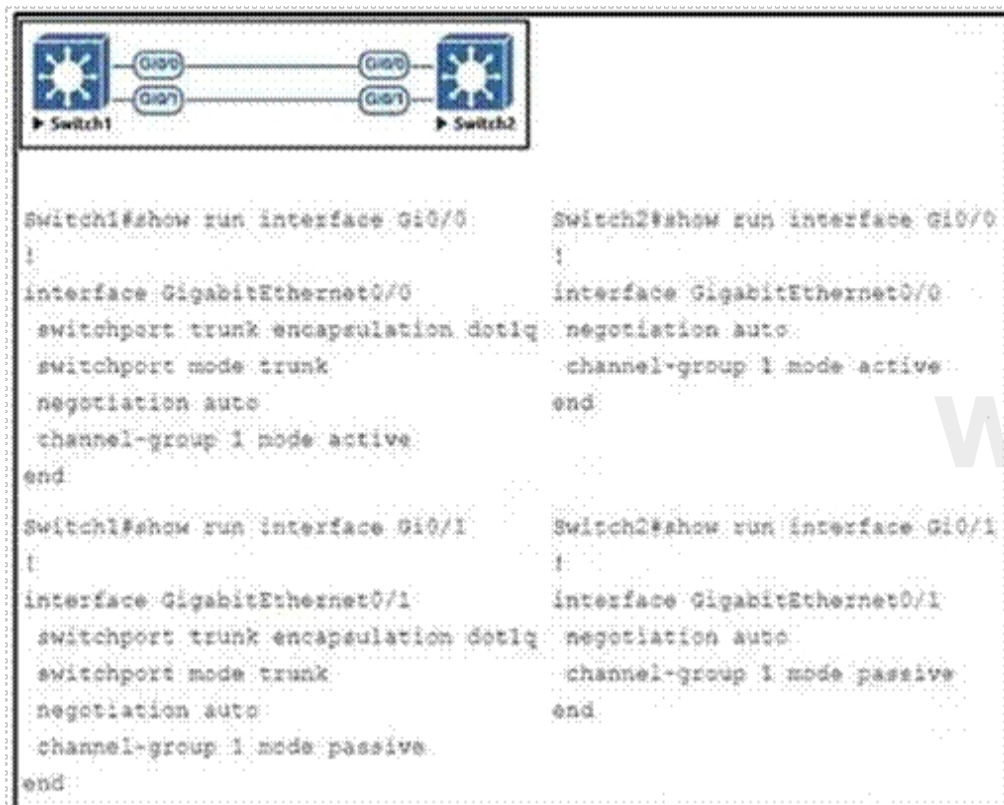 Gi0/0 Gi0/0
Gi0/1 Gi0/1
Switch1 Switch2
Switch1#show run interface Gi0/0
!
interface GigabitEthernet0/0
switchport trunk encapsulation dot1q
switchport mode trunk
negotiation auto
channel-group 1 mode active
end
Switch2#show run interface Gi0/0
!
interface GigabitEthernet0/0
negotiation auto
channel-group 1 mode active
end
W
Switch1#show run interface Gi0/1
!
interface GigabitEthernet0/1
switchport trunk encapsulation dot1q
switchport mode trunk
negotiation auto
channel-group 1 mode passive
end
Switch2#show run interface Gi0/1
!
interface GigabitEthernet0/1
negotiation auto
channel-group 1 mode passive
end